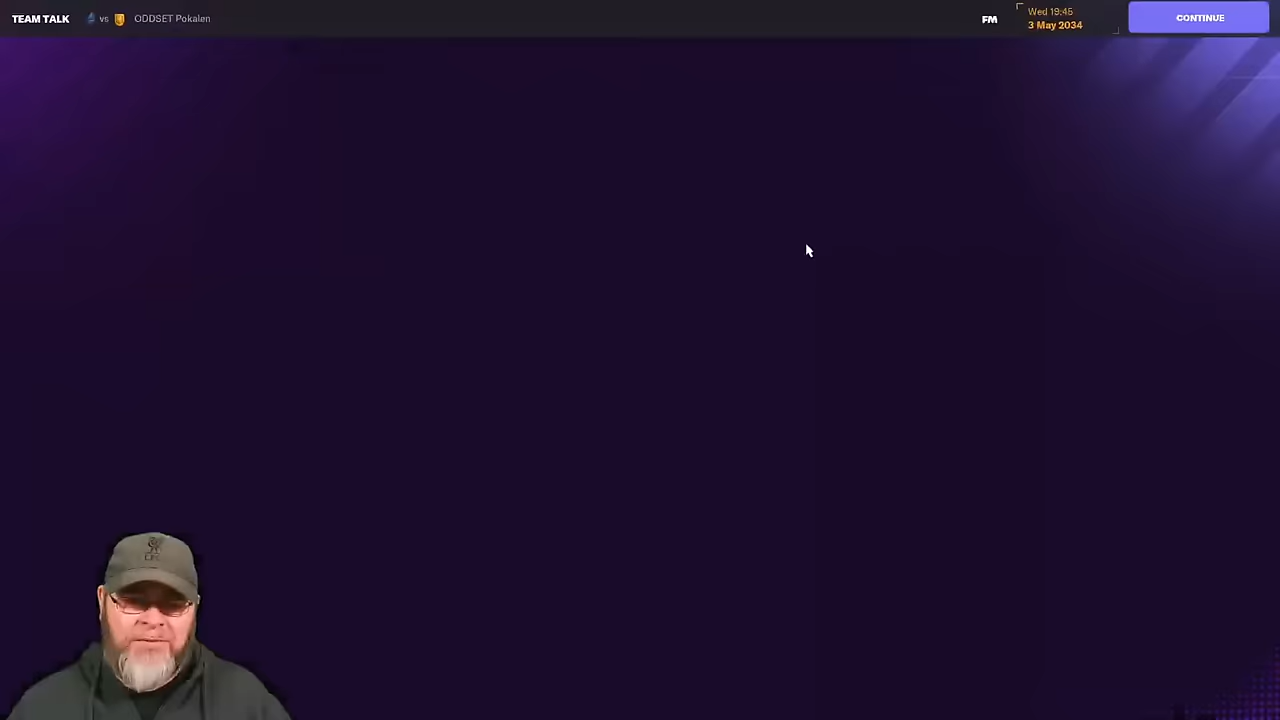 TEAM TALK vs ODDSET Pokalen
FM
Wed 19:45
3 May 2034
CONTINUE